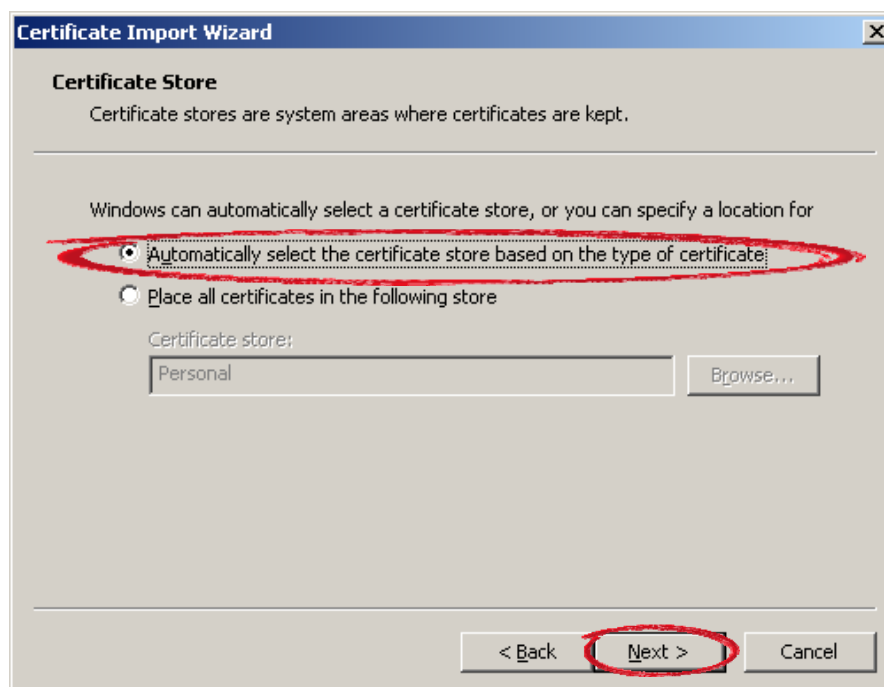 Certificate Import Wizard
Certificate Store
Certificate stores are system areas where certificates are kept.
Windows can automatically select a certificate store, or you can specify a location for
Automatically select the certificate store based on the type of certificate
Place all certificates in the following store
Certificate store:
Personal
Browse...
< Back
Next >
Cancel